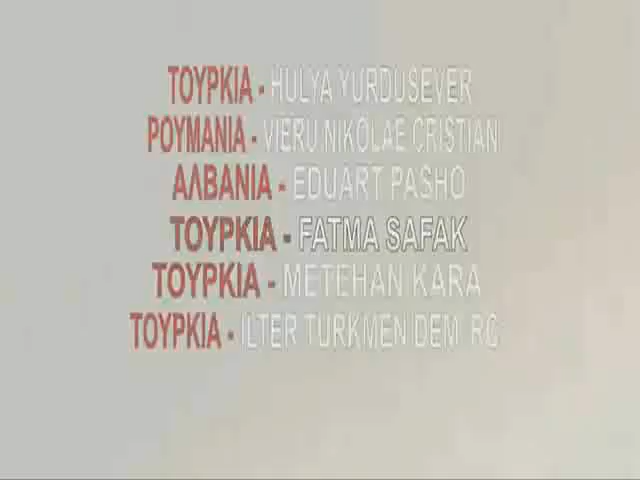 ΤΟΥΡΚΙΑ - HULYA YURDUSEVER
ΡΟΥΜΑΝΙΑ - VIERU NIKOLAE CRISTIAN
ΑΛΒΑΝΙΑ - EDUART PASHO
ΤΟΥΡΚΙΑ - FATMA SAFAK
ΤΟΥΡΚΙΑ - METEHAN KARA
ΤΟΥΡΚΙΑ - ILTER TURKMEN